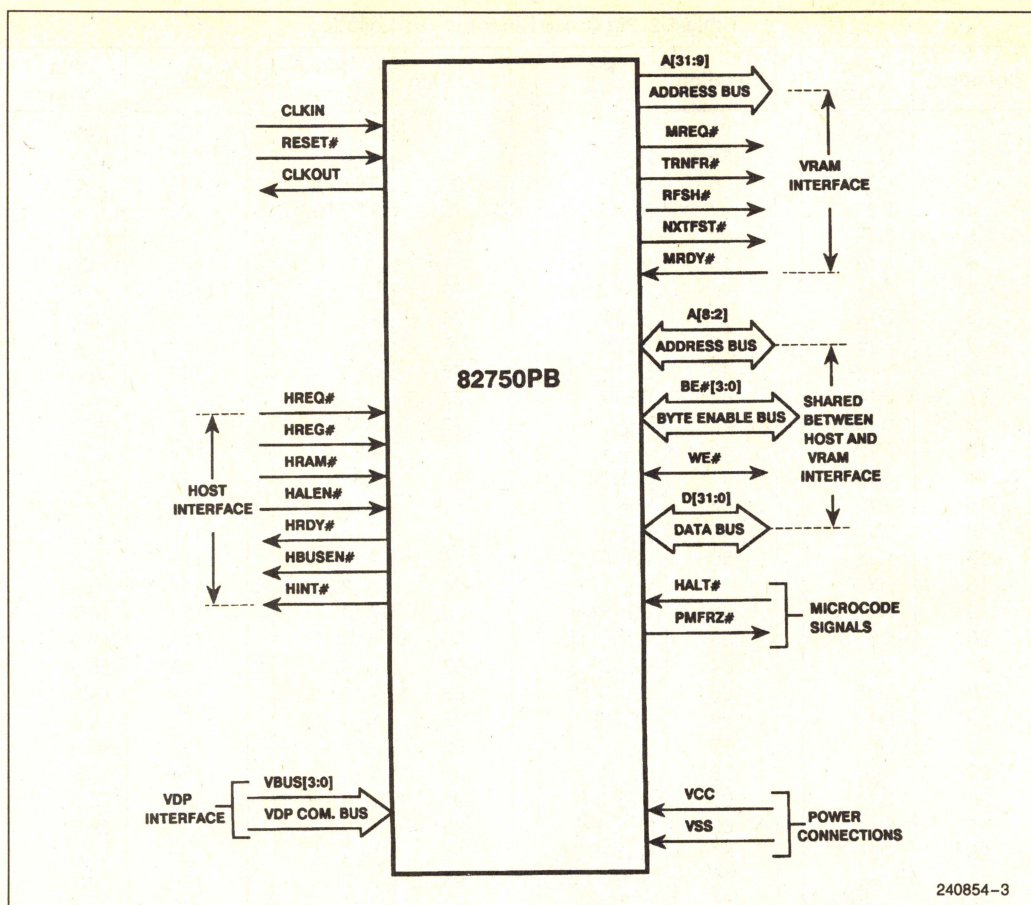 CLKIN
RESET#
CLKOUT
HREQ#
HREG#
HRAM#
HALEN#
HRDY#
HBUSEN#
HINT#
HOST
INTERFACE
VDP
INTERFACE
VBUS[3:0]
VDP COM. BUS
82750PB
A[31:9]
ADDRESS BUS
MREQ#
TRNFR#
RFSH#
NXTFST#
MRDY#
VRAM
INTERFACE
A[8:2]
ADDRESS BUS
BE#[3:0]
BYTE ENABLE BUS
WE#
D[31:0]
DATA BUS
SHARED
BETWEEN
HOST AND
VRAM
INTERFACE
HALT#
PMFRZ#
MICROCODE
SIGNALS
VCC
VSS
POWER
CONNECTIONS
240854-3